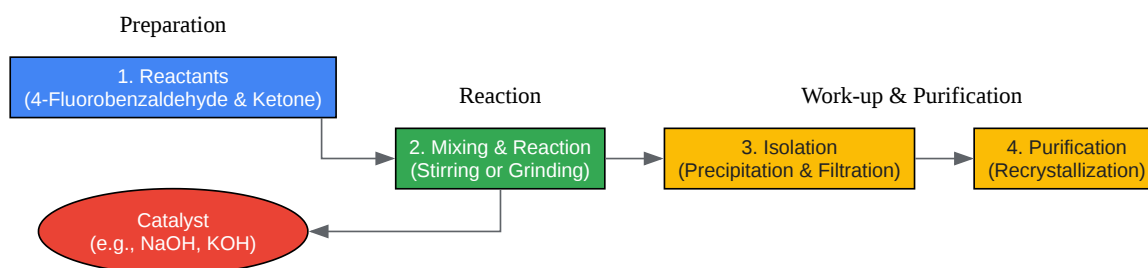 Preparation
1. Reactants
(4-Fluorobenzaldehyde & Ketone)
Reaction
2. Mixing & Reaction
(Stirring or Grinding)
Work-up & Purification
3. Isolation
(Precipitation & Filtration)
4. Purification
(Recrystallization)
Catalyst
(e.g., NaOH, KOH)